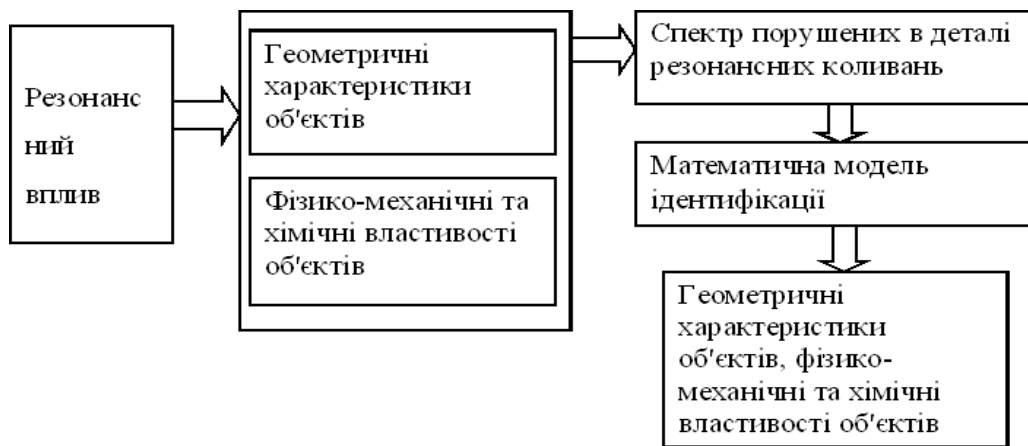 Резонанс
ний
вплив
Геометричні
характеристики
об'єктів
Фізико-механічні та
хімічні властивості
об'єктів
Спектр порушених в деталі
резонансних коливань
Математична модель
ідентифікації
Геометричні
характеристики
об'єктів, фізико-
механічні та хімічні
властивості об'єктів